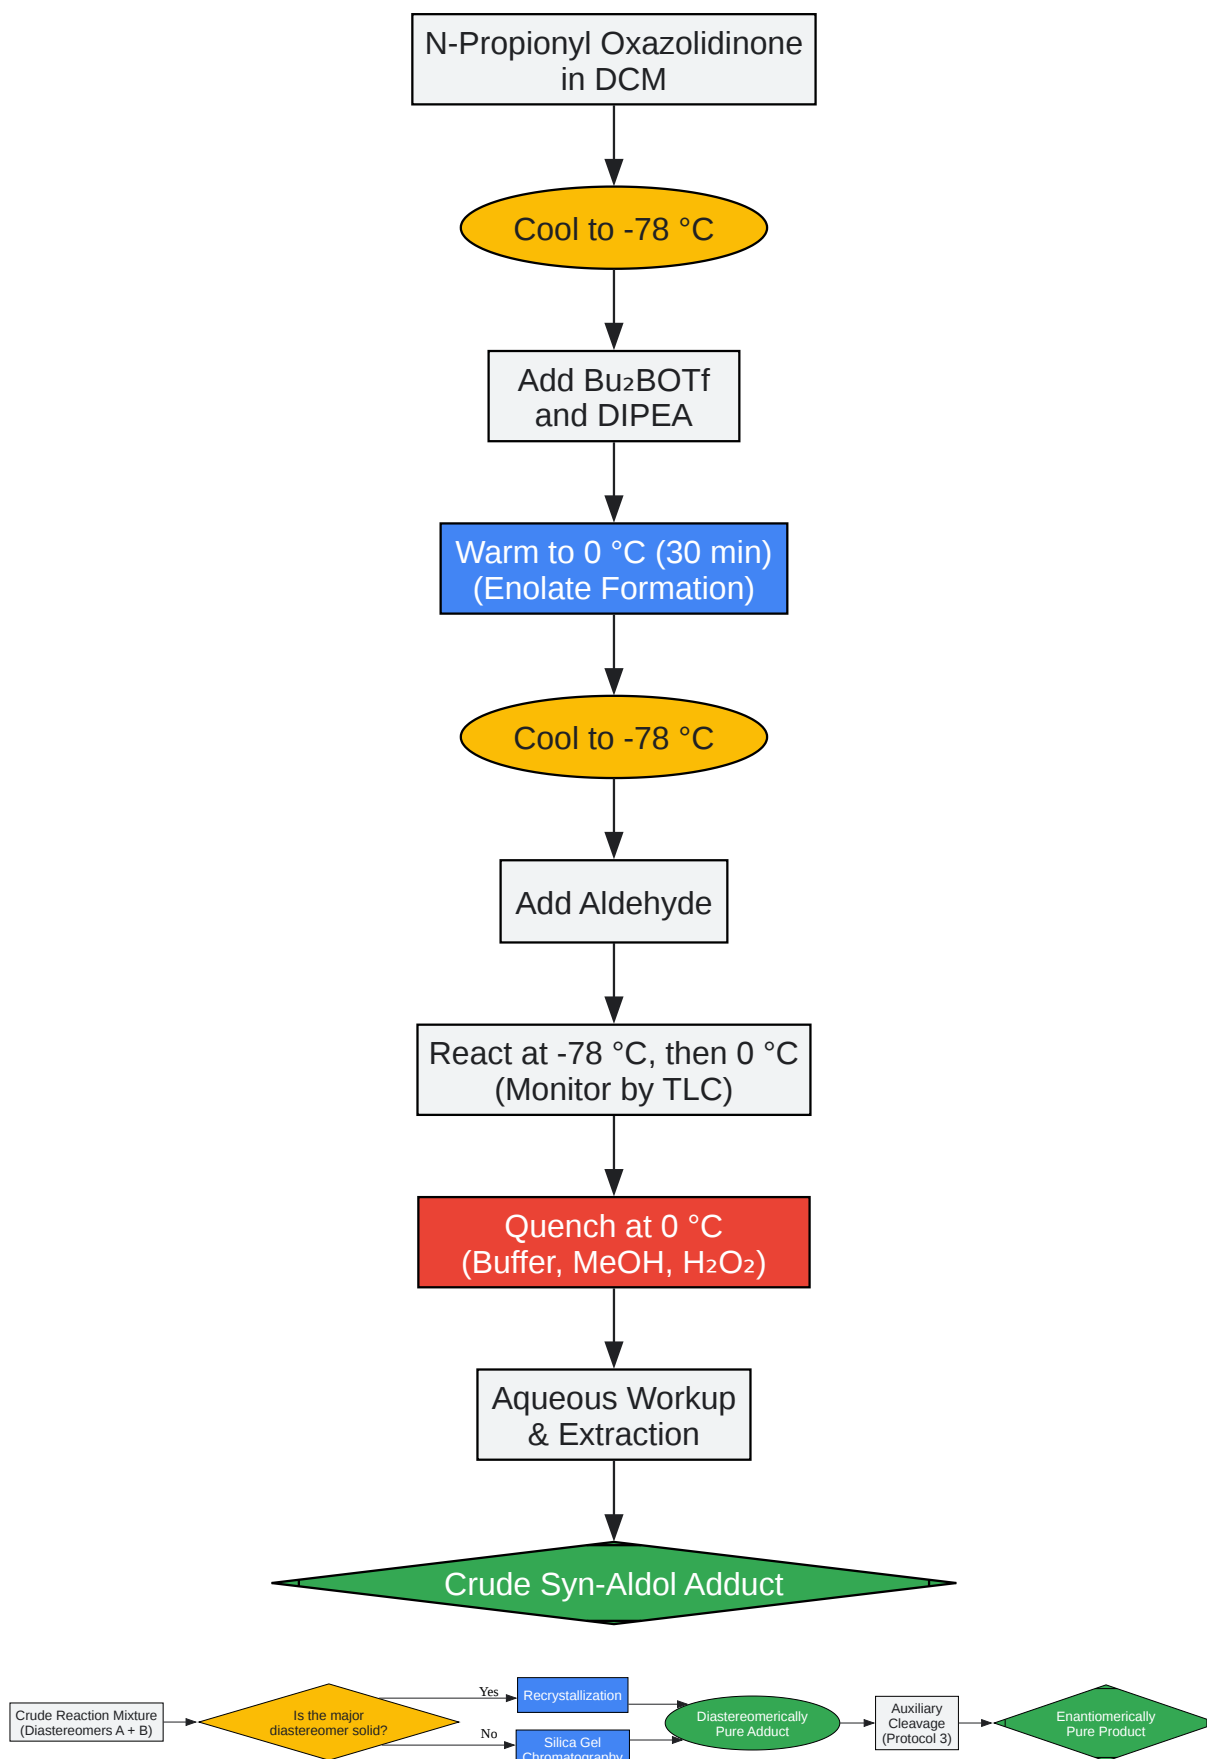 N-Propionyl Oxazolidinone
in DCM
Cool to -78 °C
Add Bu₂BOTf
and DIPEA
Warm to 0 °C (30 min)
(Enolate Formation)
Cool to -78 °C
Add Aldehyde
React at -78 °C, then 0 °C
(Monitor by TLC)
Quench at 0 °C
(Buffer, MeOH, H₂O₂)
Aqueous Workup
& Extraction
Crude Syn-Aldol Adduct
Crude Reaction Mixture
(Diastereomers A + B)
Is the major
diastereomer solid?
Yes
Recrystallization
No
Silica Gel
Chromatography
Diastereomerically
Pure Adduct
Auxiliary
Cleavage
(Protocol 3)
Enantiomerically
Pure Product